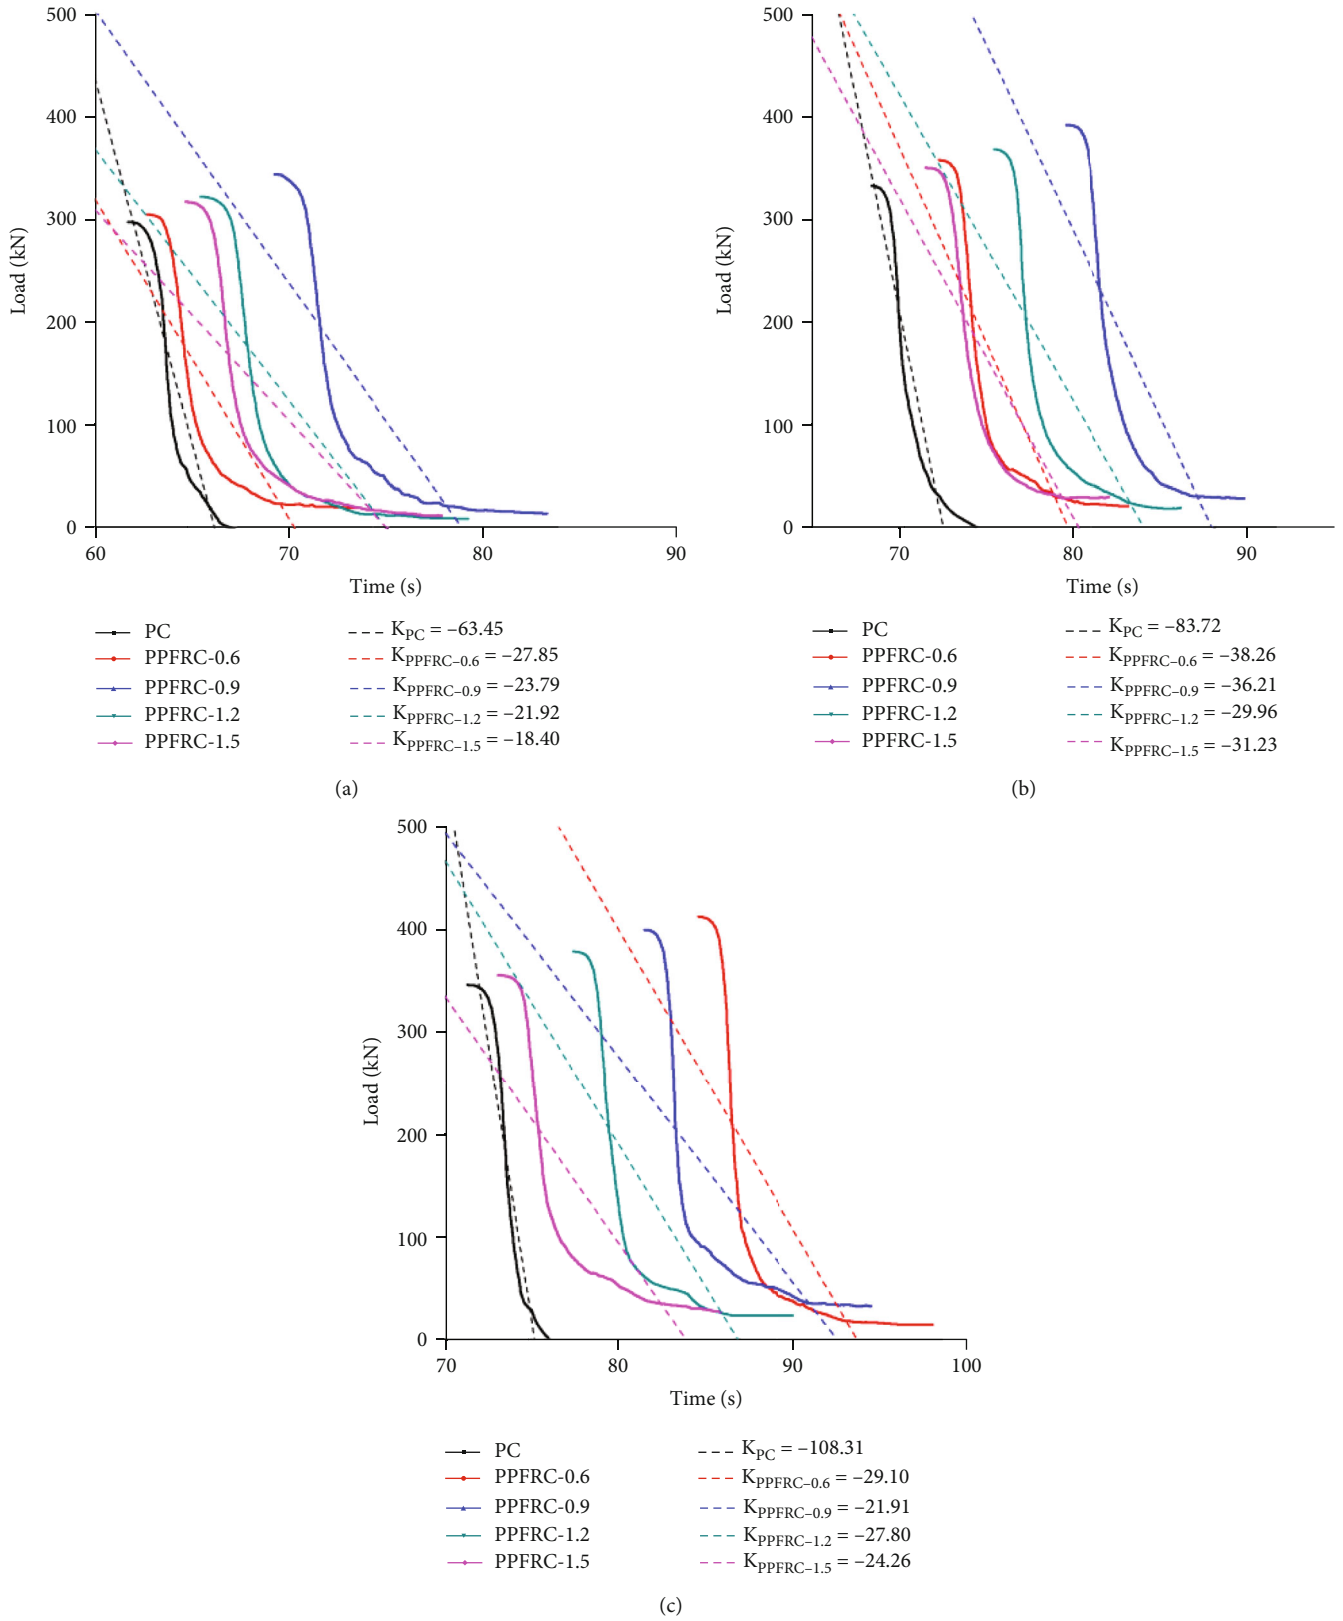 500
400
300
200
100
0
Load (kN)
60
70
80
90
Time (s)
PC
PPFRC-0.6
PPFRC-0.9
PPFRC-1.2
PPFRC-1.5
K_PC = –63.45
K_PPFRC–0.6 = –27.85
K_PPFRC–0.9 = –23.79
K_PPFRC–1.2 = –21.92
K_PPFRC–1.5 = –18.40
(a)
500
400
300
200
100
0
Load (kN)
70
80
90
Time (s)
PC
PPFRC-0.6
PPFRC-0.9
PPFRC-1.2
PPFRC-1.5
K_PC = –83.72
K_PPFRC–0.6 = –38.26
K_PPFRC–0.9 = –36.21
K_PPFRC–1.2 = –29.96
K_PPFRC–1.5 = –31.23
(b)
500
400
300
200
100
0
Load (kN)
70
80
90
100
Time (s)
PC
PPFRC-0.6
PPFRC-0.9
PPFRC-1.2
PPFRC-1.5
K_PC = –108.31
K_PPFRC–0.6 = –29.10
K_PPFRC–0.9 = –21.91
K_PPFRC–1.2 = –27.80
K_PPFRC–1.5 = –24.26
(c)